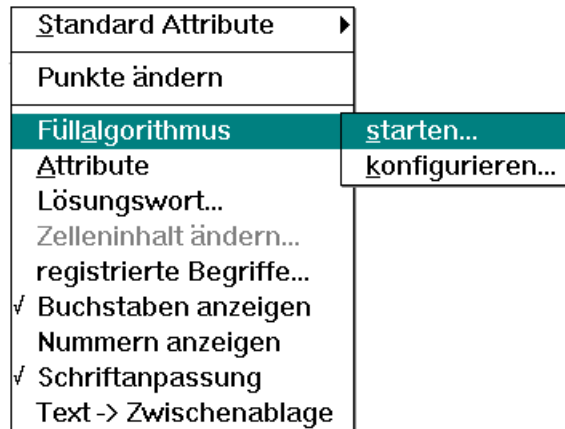 Standard Attribute
Punkte ändern
Füllalgorithmus
starten...
Attribute
konfigurieren...
Lösungswort...
Zelleninhalt ändern...
registrierte Begriffe...
√ Buchstaben anzeigen
Nummern anzeigen
√ Schriftanpassung
Text -> Zwischenablage